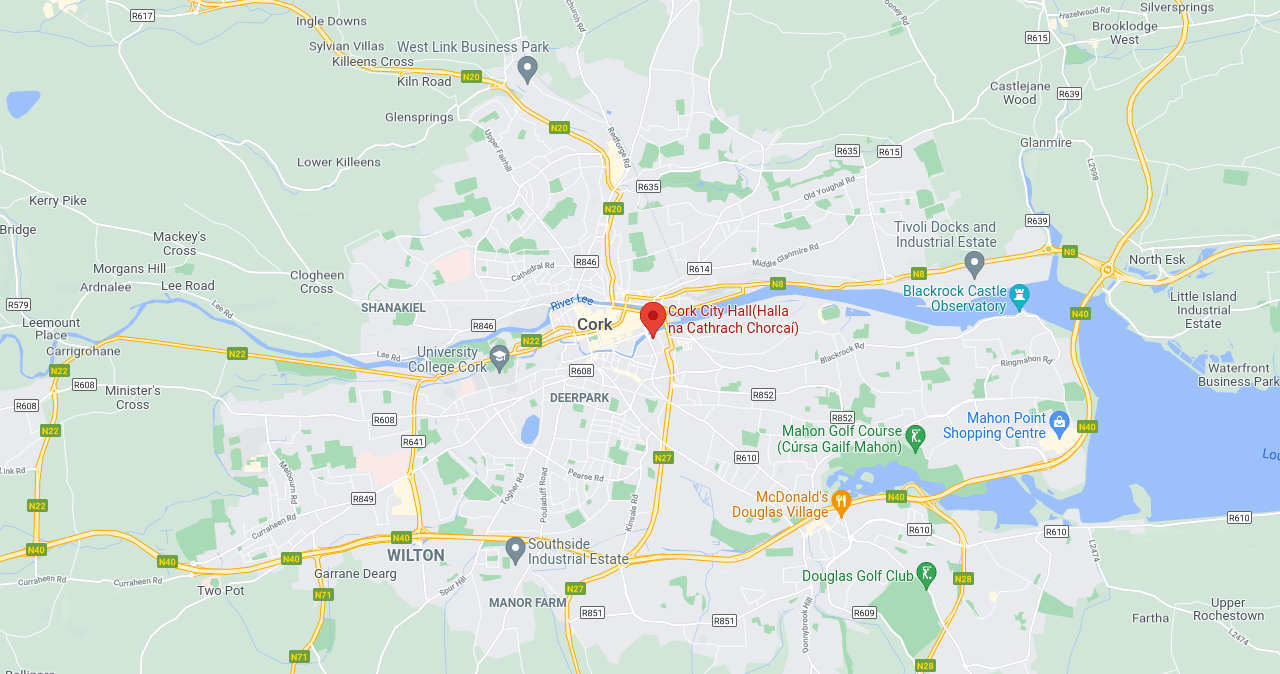 R617
Ingle Downs
church Rd
Silversprings
Hazelwood Rd
Brooklodge
West
R615
Sylvian Villas
West Link Business Park
Killeens Cross
Kiln Road
N20
Castlejane
Wood
R639
Glensprings
N20
Upper Fairhill
Redforge Rd
Glanmire
R635
R615
Lower Killeens
L2998
R635
Old Youghal Rd
Kerry Pike
N20
R639
Bridge
Mackey's
Cross
Tivoli Docks and
Industrial Estate
Middle Glanmire Rd
N8
North Esk
Morgans Hill
Lee Road
Ardnalee
Clogheen
Cross
Cathedral Rd
R846
R614
N8
N8
Blackrock Castle
Observatory
R579
Lee Rd
SHANAKIEL
River Lee
Cork City Hall(Halla
na Cathrach Chorcaí)
Little Island
Industrial
Estate
N40
Leemount
Place
R846
Cork
N22
Carrigrohane
N22
Lee Rd
University
College Cork
Blackrock Rd
Ringmahon Rd
N22
R608
R608
Waterfront
Business Park
Minister's
Cross
DEERPARK
R852
R608
R608
R852
Mahon Point
Shopping Centre
N40
N22
R641
Mahon Golf Course
(Cúrsa Gailf Mahon)
N27
R610
Lou
Link Rd
Melbourn Rd
Togher Rd
Pouladuff Road
Pearse Rd
R849
Kinsale Rd
McDonald's
Douglas Village
N40
N22
Curraheen Rd
R610
R610
R610
N40
N40
N40
N40
WILTON
Southside
Industrial Estate
L2474
Curraheen Rd
Curraheen Rd
Garrane Dearg
Two Pot
Spur Hill
N27
Douglas Golf Club
N28
N71
MANOR FARM
R851
R851
Donnybrook Hill
R609
Fartha
Upper
Rochestown
L2474
N71
N28